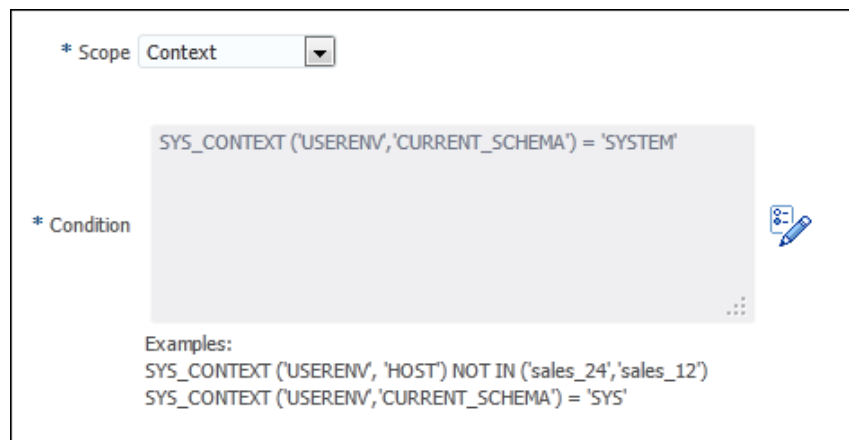 * Scope Context
SYS_CONTEXT ('USERENV','CURRENT_SCHEMA') = 'SYSTEM'
* Condition
Examples:
SYS_CONTEXT ('USERENV', 'HOST') NOT IN ('sales_24','sales_12')
SYS_CONTEXT ('USERENV','CURRENT_SCHEMA') = 'SYS'